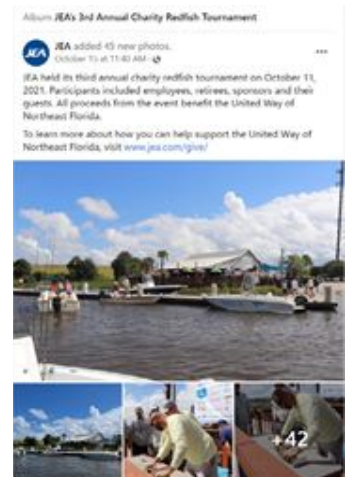 Album JEA's 3rd Annual Charity Redfish Tournament
JEA
JEA added 45 new photos.
October at 11:40 AM
JEA held its third annual charity redfish tournament on October 11,
2021. Participants included employees, retirees, sponsors and their
guests. All proceeds from the event benefit the United Way of
Northeast Florida.
To learn more about how you can help support the United Way of
Northeast Florida, visit www.jea.com/give/
+42